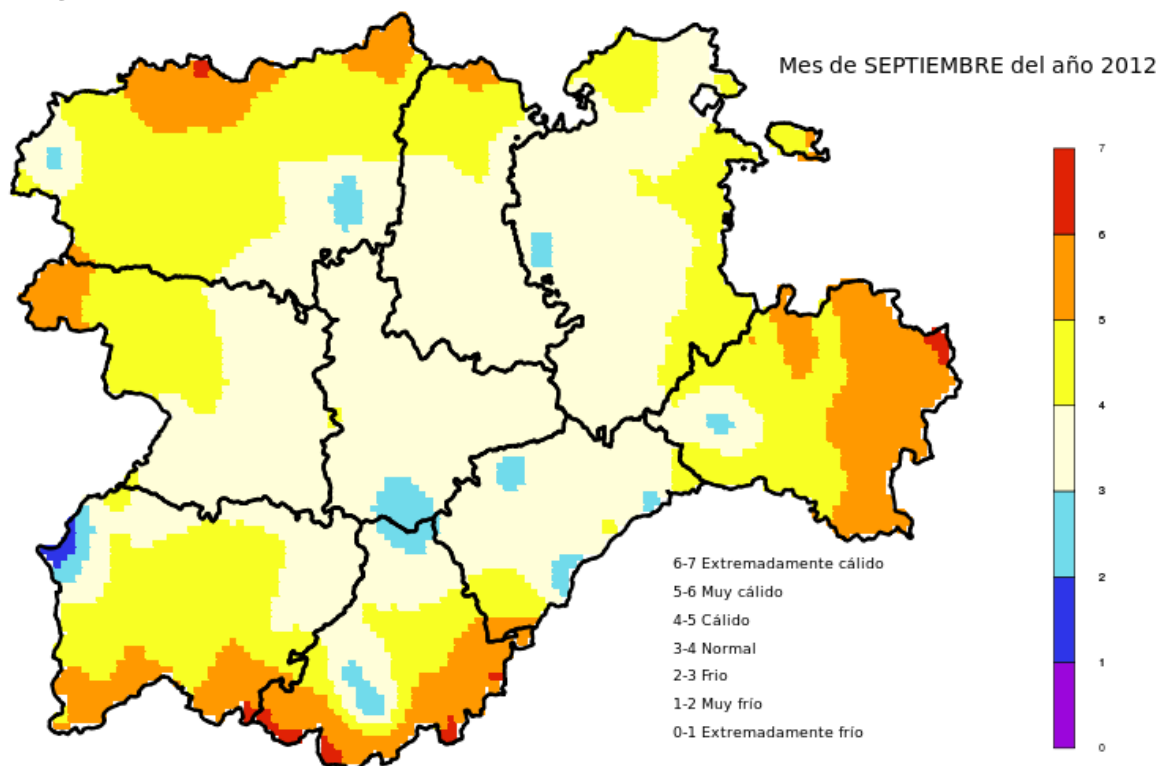 Mes de SEPTIEMBRE del año 2012
7
6
5
4
3
2
1
0
6-7 Extremadamente cálido
5-6 Muy cálido
4-5 Cálido
3-4 Normal
2-3 Frio
1-2 Muy frío
0-1 Extremadamente frío